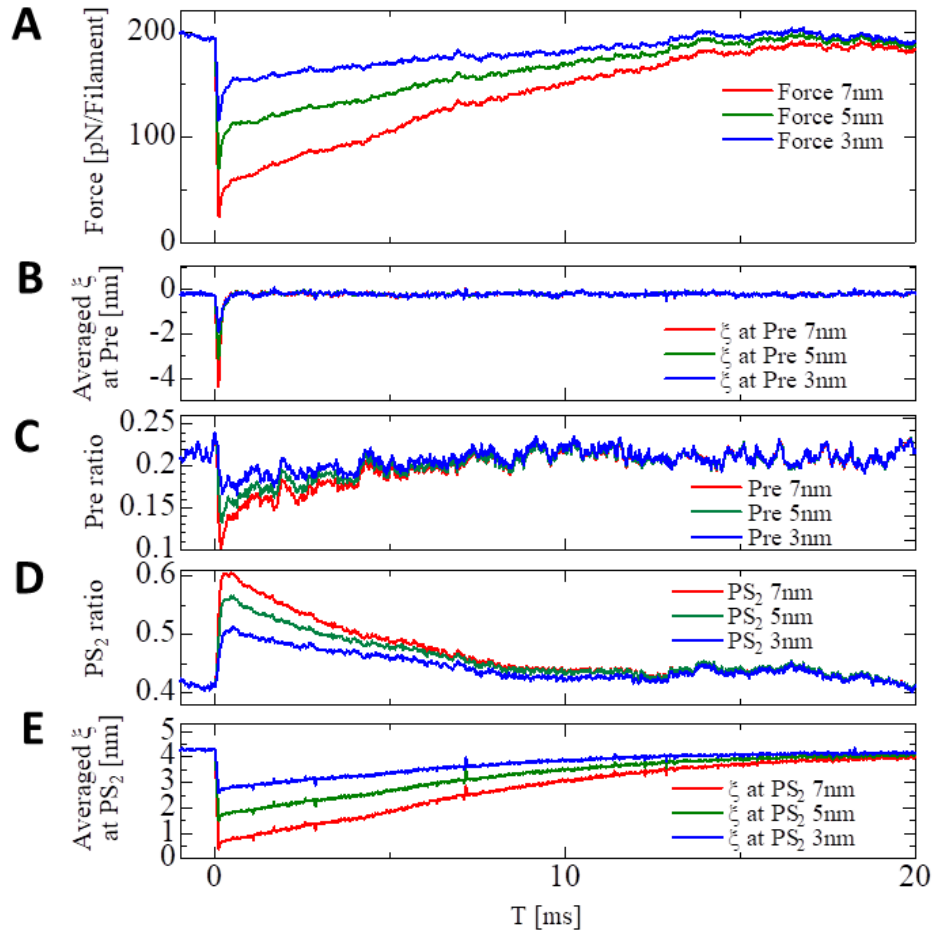 A
Force [pN/Filament]
200
100
0
Force 7nm
Force 5nm
Force 3nm
B
Averaged ξ
at Pre [nm]
0
-2
-4
ξ at Pre 7nm
ξ at Pre 5nm
ξ at Pre 3nm
C
Pre ratio
0.25
0.2
0.15
0.1
Pre 7nm
Pre 5nm
Pre 3nm
D
PS₂ ratio
0.6
0.5
0.4
PS₂ 7nm
PS₂ 5nm
PS₂ 3nm
E
Averaged ξ
at PS₂ [nm]
5
4
3
2
1
0
ξ at PS₂ 7nm
ξ at PS₂ 5nm
ξ at PS₂ 3nm
0 10 20
T [ms]